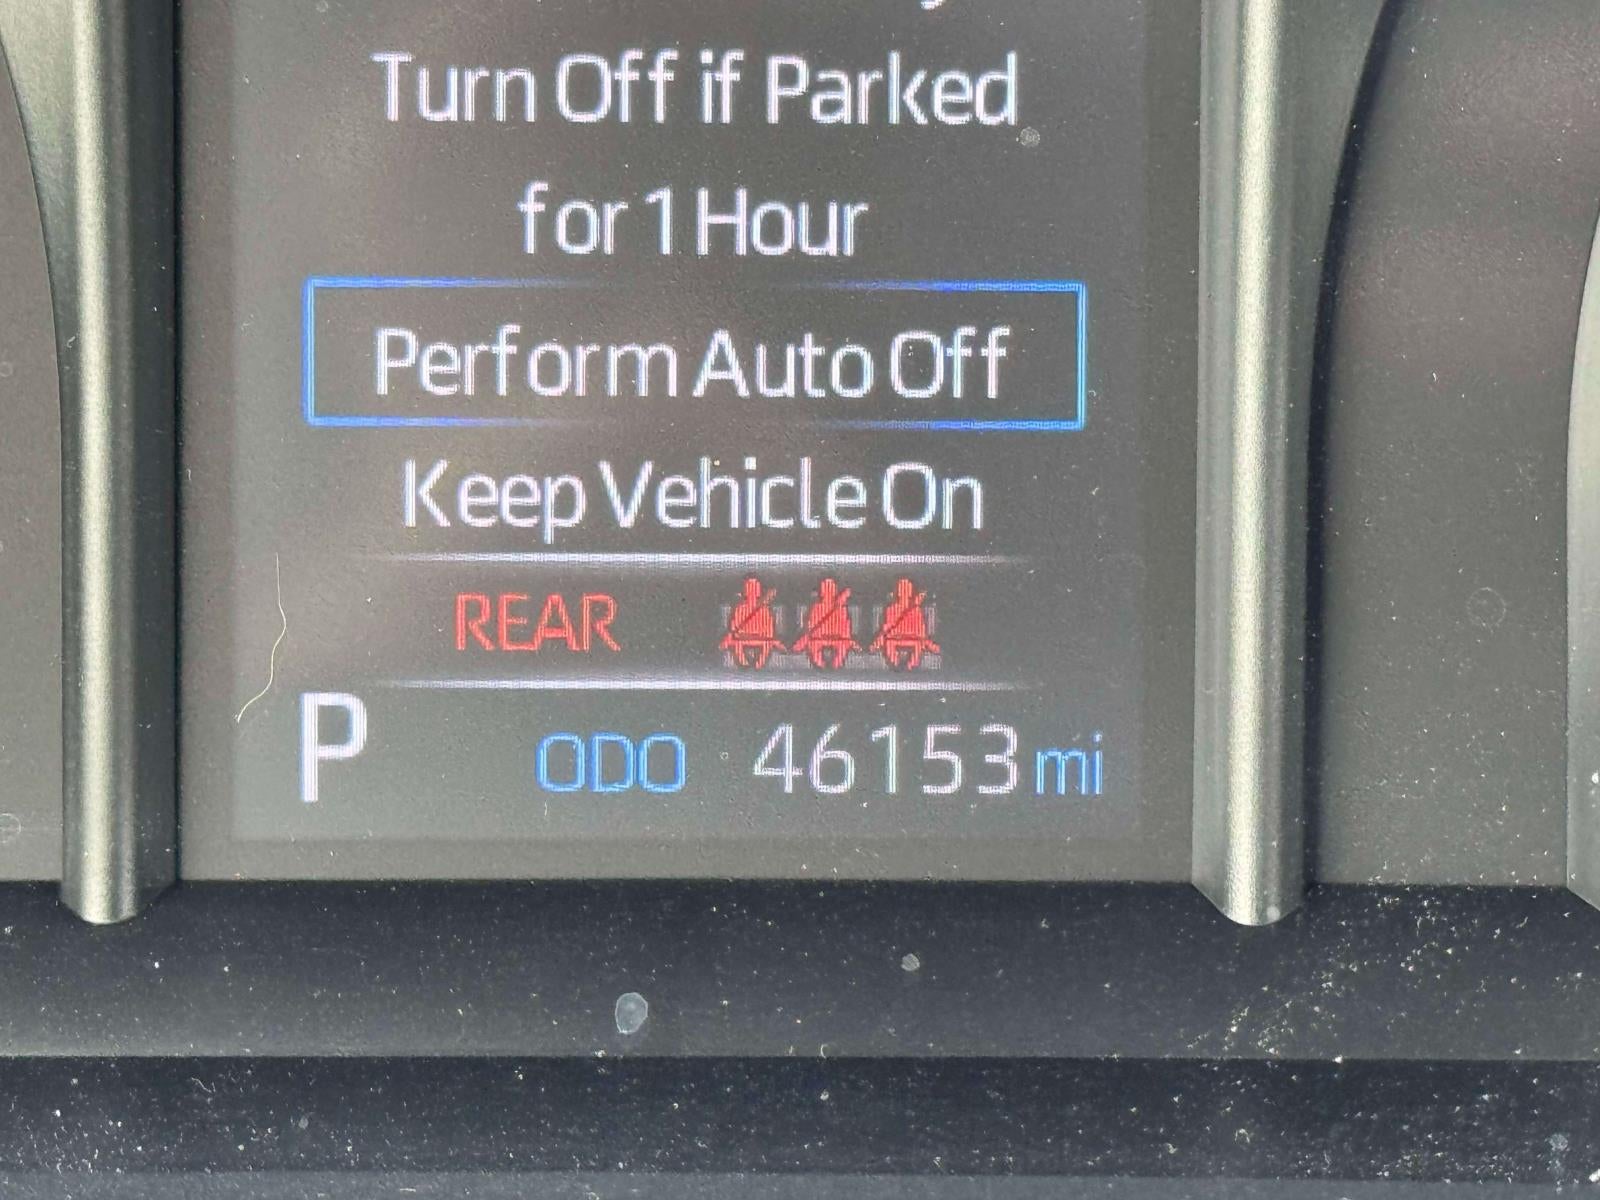 Turn Off if Parked
for 1 Hour
Perform Auto Off
Keep Vehicle On
REAR
P ODO 46153 mi